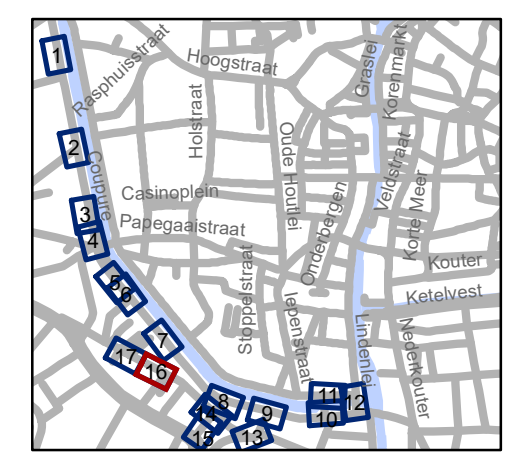 1
Rasphuisstraat
Hoogstraat
Graslei
Korenmarkt
2
Coupure
Holstraat
Oude Houtlei
Veldstraat
3
Casinoplein
Onderbergen
Korte Meer
4
Papegaaistraat
Kouter
5
6
Stoppelstraat
Iepenstraat
Ketelvest
7
Lindenlei
Nederkouter
17
16
8
14
9
11
12
10
15
13